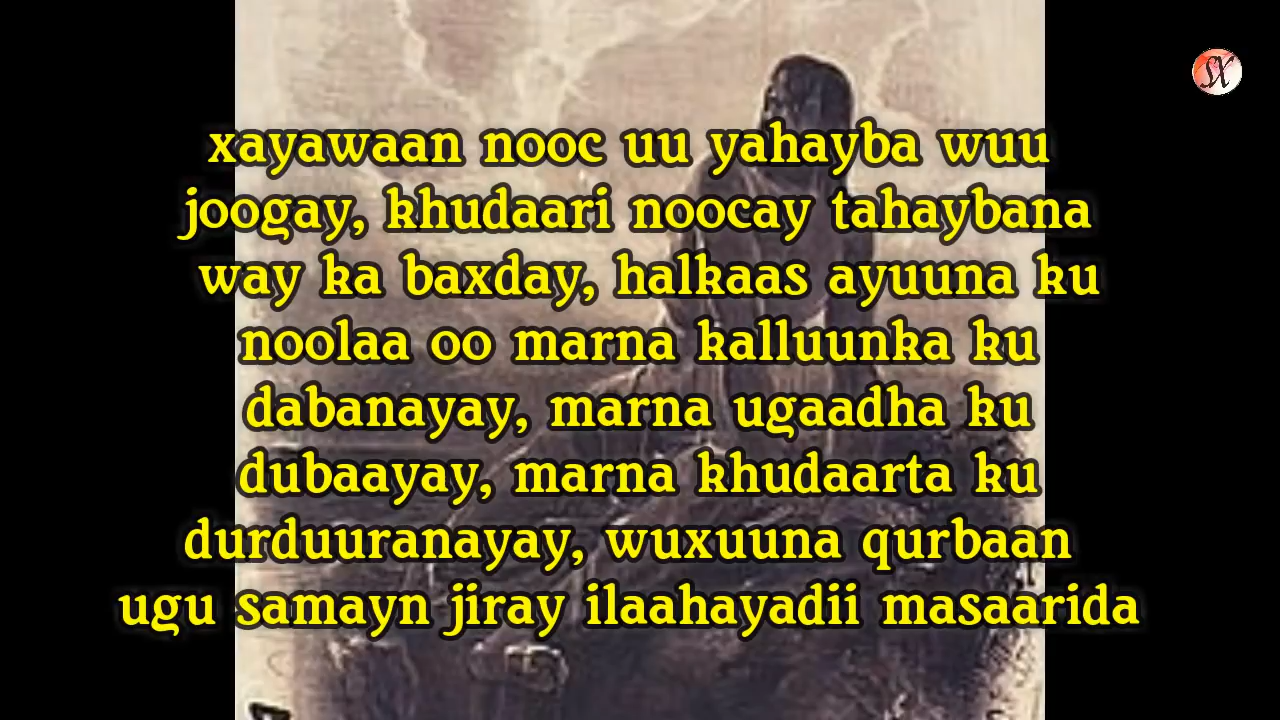 SX
xayawaan nooc uu yahayba wuu
joogay, khudaari noocay tahaybana
way ka baxday, halkaas ayuuna ku
noolaa oo marna kalluunka ku
dabanayay, marna ugaadha ku
dubaayay, marna khudaarta ku
durduuranayay, wuxuuna qurbaan
ugu samayn jiray ilaahayadii masaarida